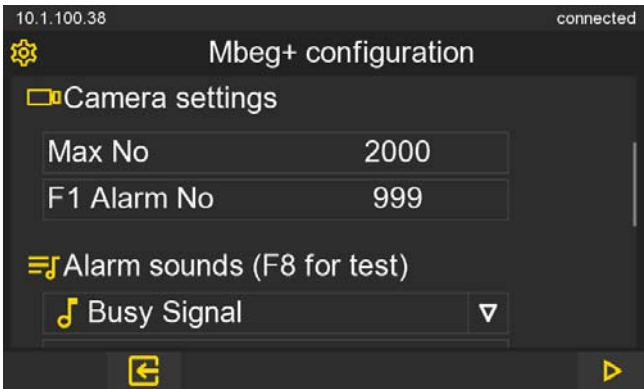 10.1.100.38 connected
Mbeg+ configuration
Camera settings
Max No 2000
F1 Alarm No 999
Alarm sounds (F8 for test)
Busy Signal